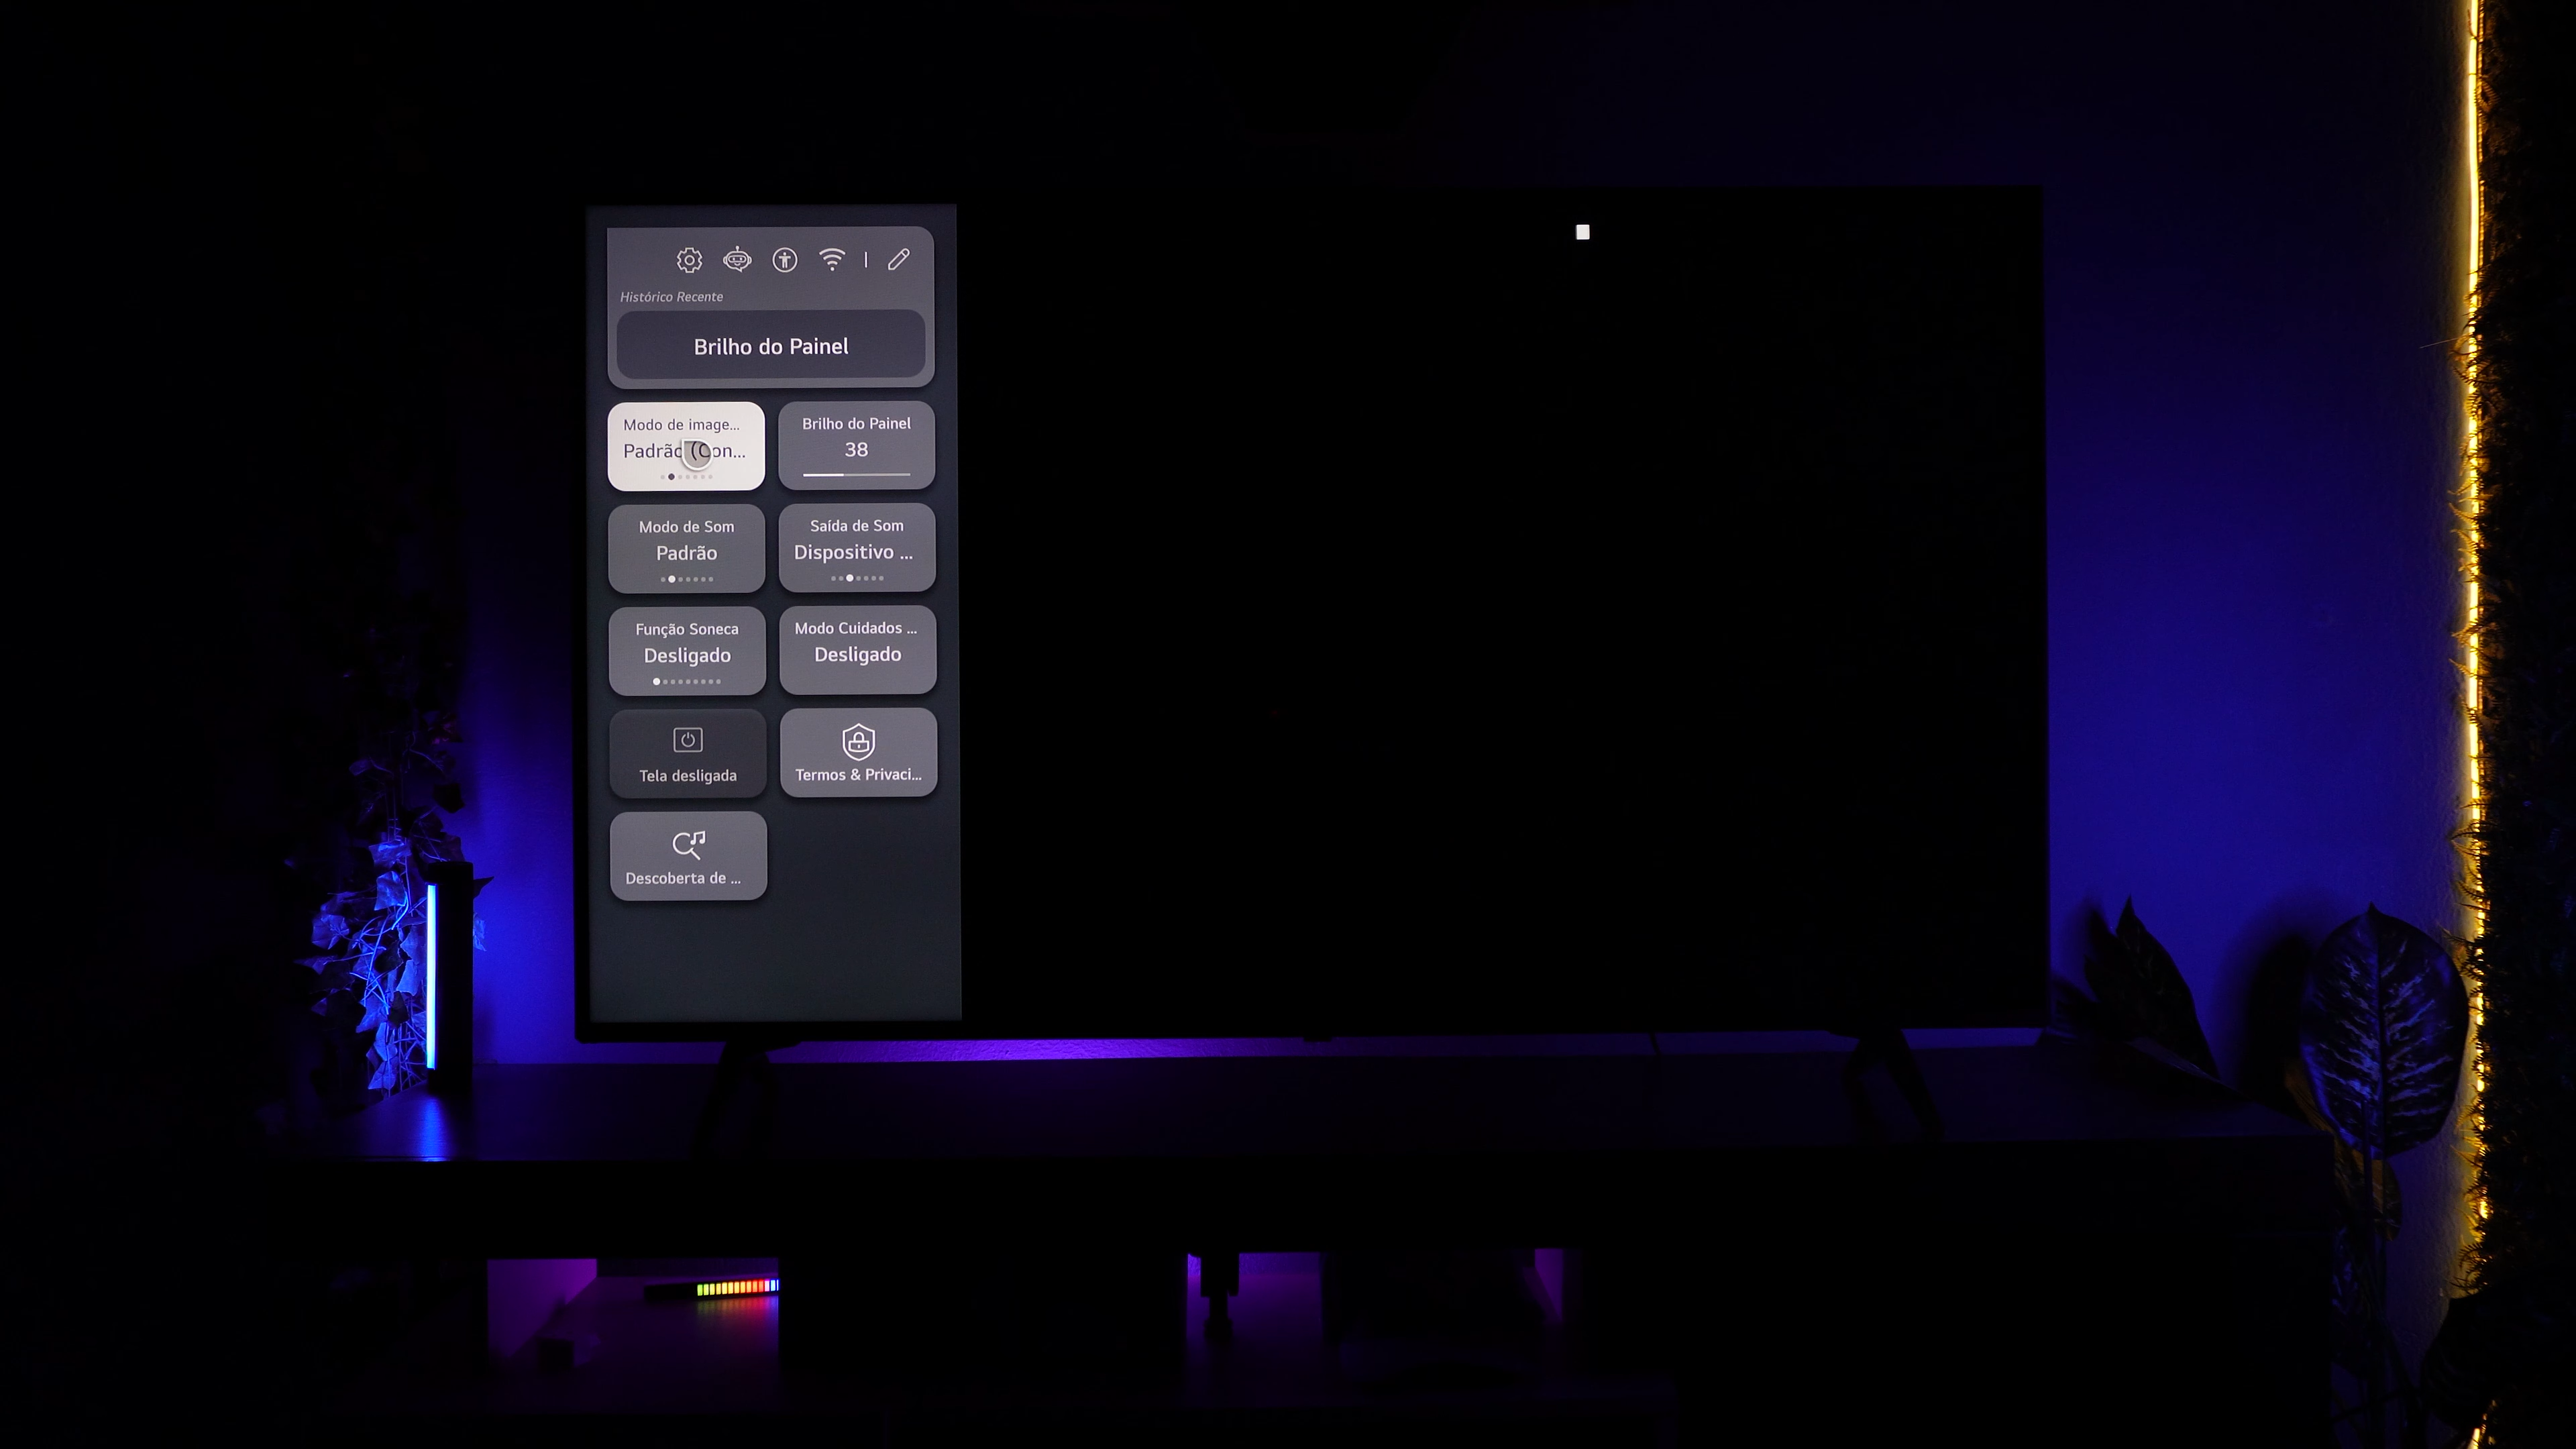 Histórico Recente
Brilho do Painel
Modo de image...
Padrão (Con...
Brilho do Painel
38
Modo de Som
Padrão
Saída de Som
Dispositivo ...
Função Soneca
Desligado
Modo Cuidados ...
Desligado
Tela desligada
Termos & Privaci...
Descoberta de ...